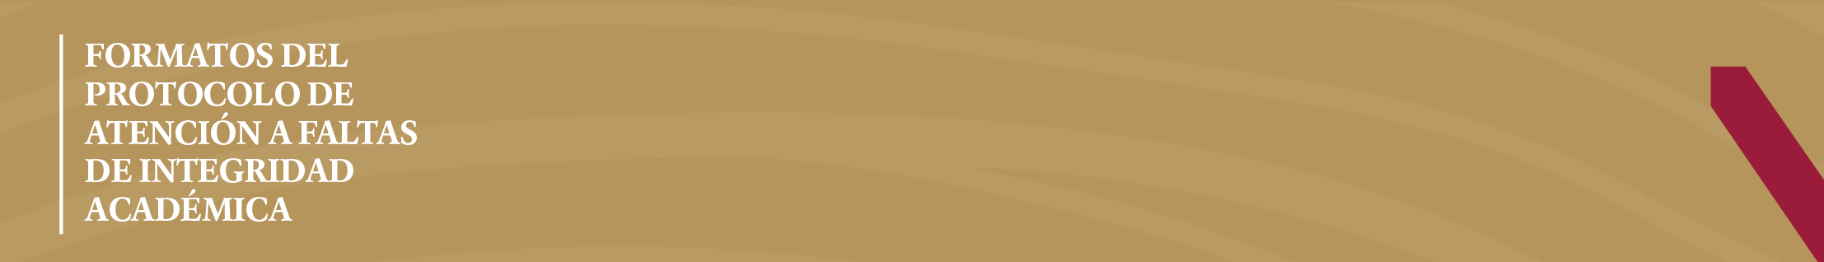 FORMATOS DEL
PROTOCOLO DE
ATENCIÓN A FALTAS
DE INTEGRIDAD
ACADÉMICA